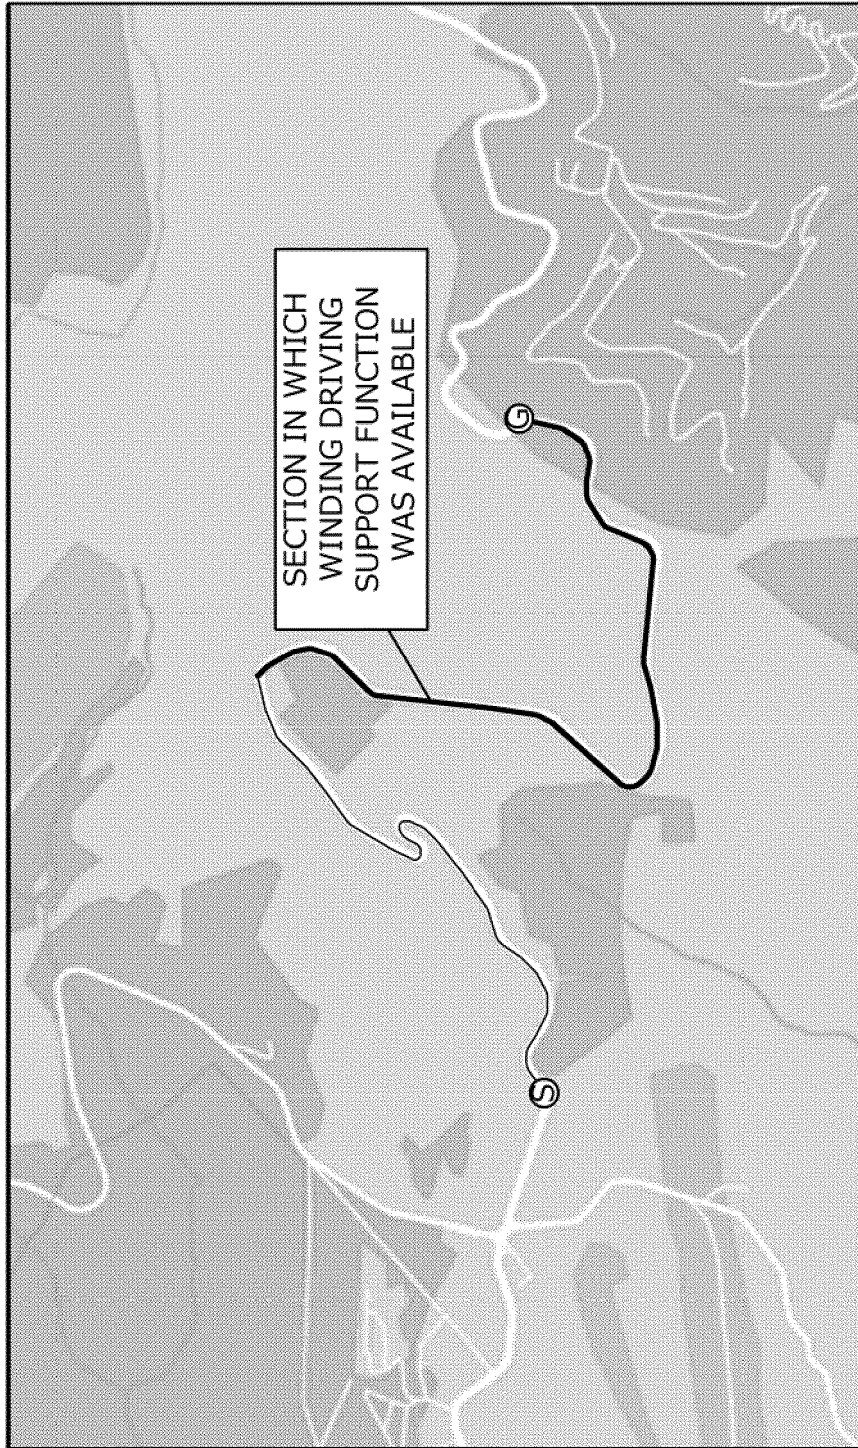 SECTION IN WHICH
WINDING DRIVING
SUPPORT FUNCTION
WAS AVAILABLE
S
G